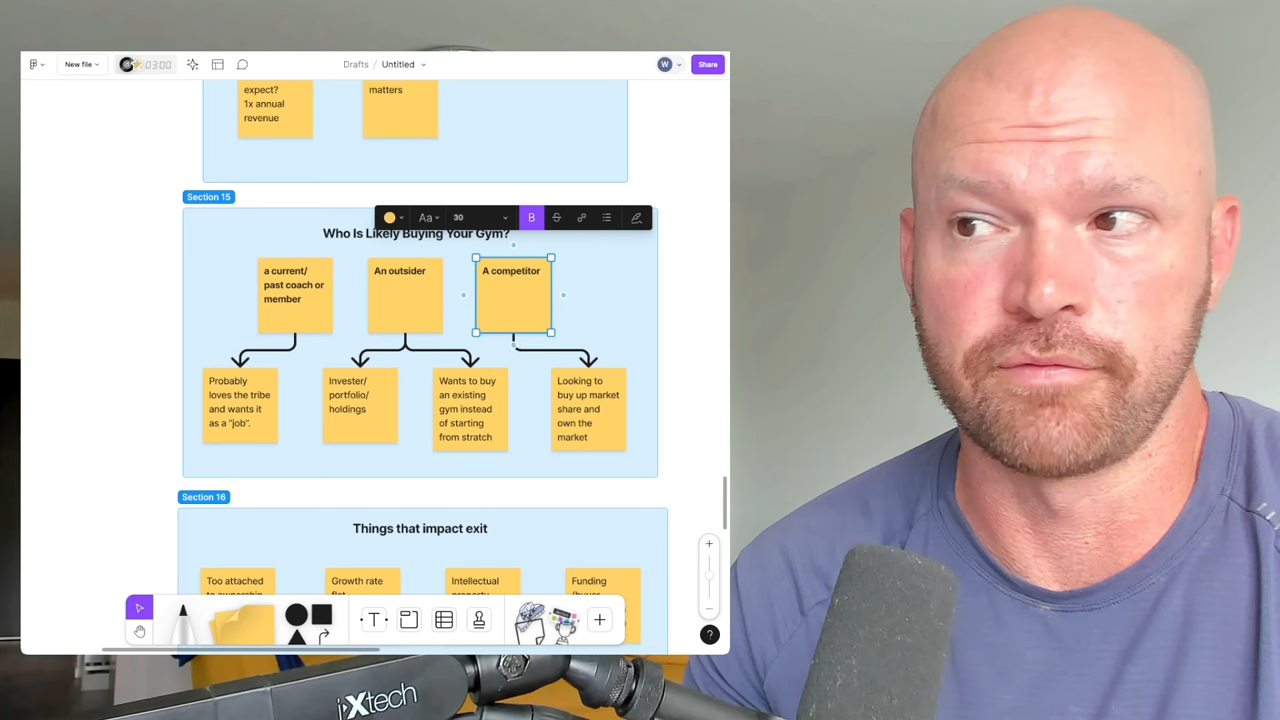 New file
03:00
Drafts / Untitled
W
Share
expect?
1x annual
revenue
matters
Section 15
Aa
30
B
S
Who Is Likely Buying Your Gym?
a current/
past coach or
member
An outsider
A competitor
Probably
loves the tribe
and wants it
as a “job”.
Invester/
portfolio/
holdings
Wants to buy
an existing
gym instead
of starting
from stratch
Looking to
buy up market
share and
own the
market
Section 16
Things that impact exit
Too attached
Growth rate
Intellectual
Funding
T
?
iXtech